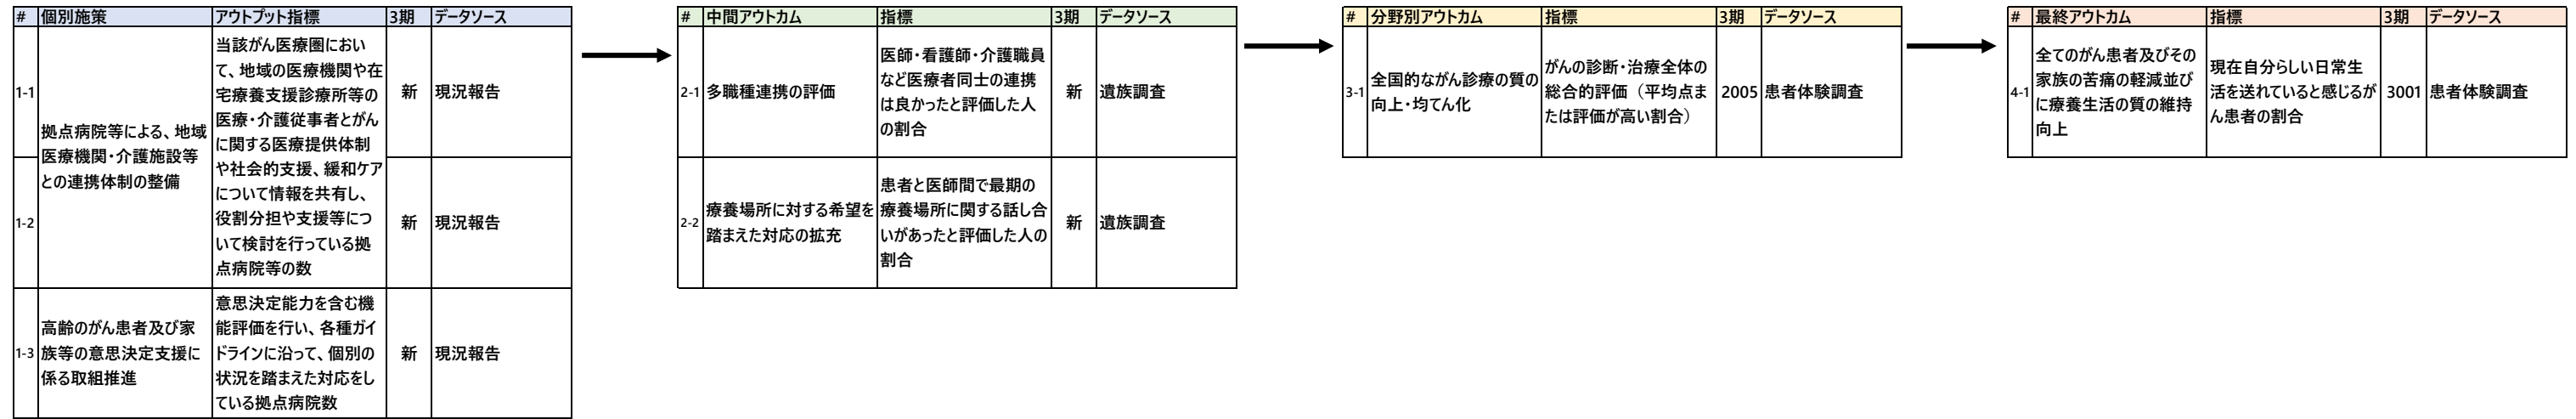 # 個別施策 アウトプット指標 3期 データソース
1-1
拠点病院等による、地域
医療機関・介護施設等
との連携体制の整備
当該がん医療圏におい
て、地域の医療機関や在
宅療養支援診療所等の
医療・介護従事者とがん
に関する医療提供体制
や社会的支援、緩和ケア
について情報を共有し、
役割分担や支援等につ
いて検討を行っている拠
点病院等の数
新 現況報告
1-2
新 現況報告
1-3
高齢のがん患者及び家
族等の意思決定支援に
係る取組推進
意思決定能力を含む機
能評価を行い、各種ガイ
ドラインに沿って、個別の
状況を踏まえた対応をし
ている拠点病院数
新 現況報告
# 中間アウトカム 指標 3期 データソース
2-1 多職種連携の評価
医師・看護師・介護職員
など医療者同士の連携
は良かったと評価した人
の割合
新 遺族調査
2-2
療養場所に対する希望を
踏まえた対応の拡充
患者と医師間で最期の
療養場所に関する話し合
いがあったと評価した人の
割合
新 遺族調査
# 分野別アウトカム 指標 3期 データソース
3-1
全国的ながん診療の質の
向上・均てん化
がんの診断・治療全体の
総合的評価（平均点ま
たは評価が高い割合）
2005 患者体験調査
# 最終アウトカム 指標 3期 データソース
4-1
全てのがん患者及びその
家族の苦痛の軽減並び
に療養生活の質の維持
向上
現在自分らしい日常生
活を送れていると感じるが
ん患者の割合
3001 患者体験調査